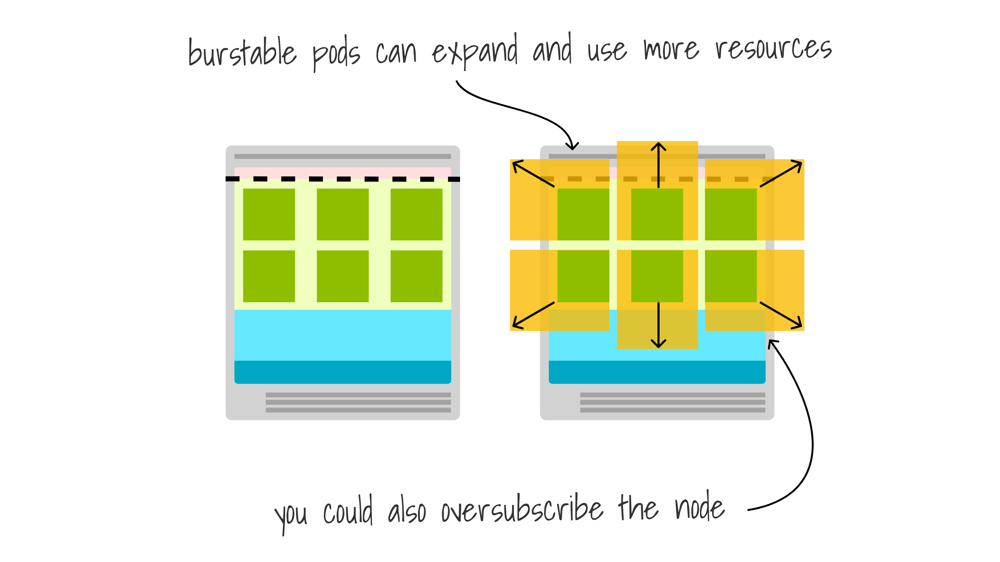 burstable pods can expand and use more resources
you could also oversubscribe the node